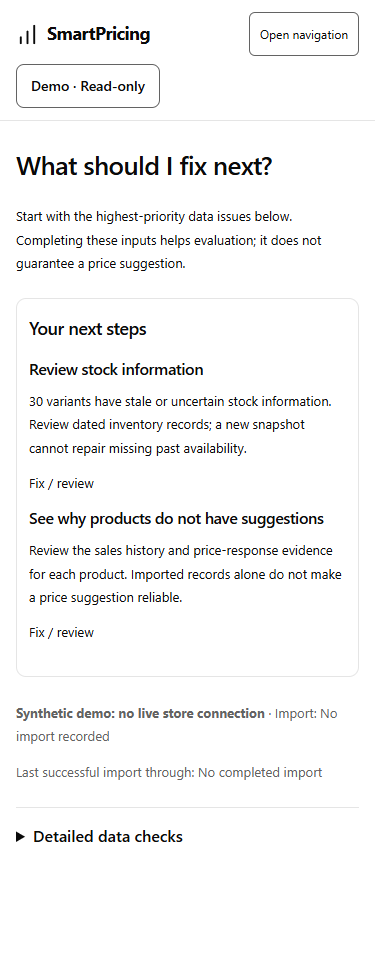 SmartPricing
Open navigation
Demo · Read-only
What should I fix next?
Start with the highest-priority data issues below.
Completing these inputs helps evaluation; it does not
guarantee a price suggestion.
Your next steps
Review stock information
30 variants have stale or uncertain stock information.
Review dated inventory records; a new snapshot
cannot repair missing past availability.
Fix / review
See why products do not have suggestions
Review the sales history and price-response evidence
for each product. Imported records alone do not make
a price suggestion reliable.
Fix / review
Synthetic demo: no live store connection · Import: No
import recorded
Last successful import through: No completed import
Detailed data checks